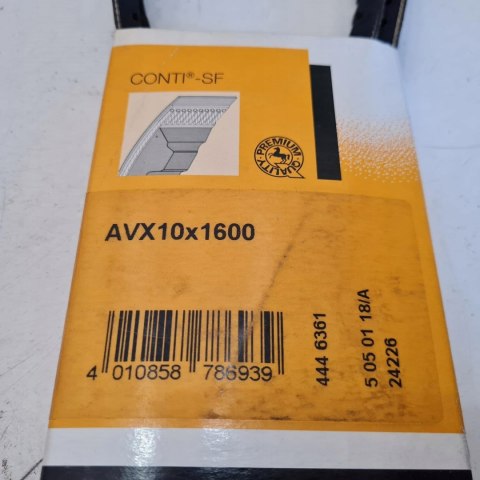 CONTI®-SF
PREMIUM QUALITY
AVX10x1600
4 010858 786939
444 6361
5 05 01 18/A
24226